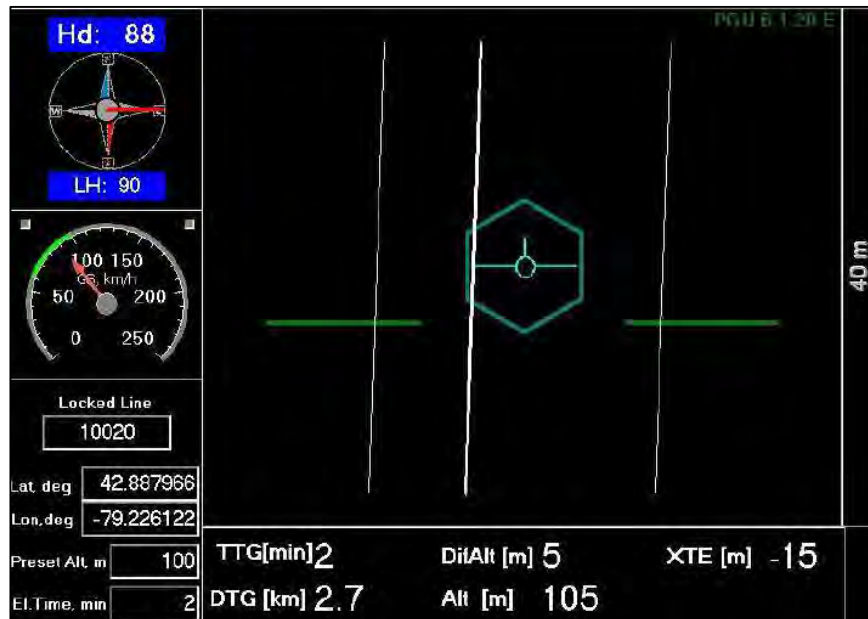 Hd: 88
N
W
E
LH: 90
100 150
GS, km/h
50 200
0 250
Locked Line
10020
Lat, deg 42.887966
Lon,deg -79.226122
Preset Alt, m 100
El.Time, min 2
40 m
TTG[min] 2 DifAlt [m] 5 XTE [m] -15
DTG [km] 2.7 Alt [m] 105